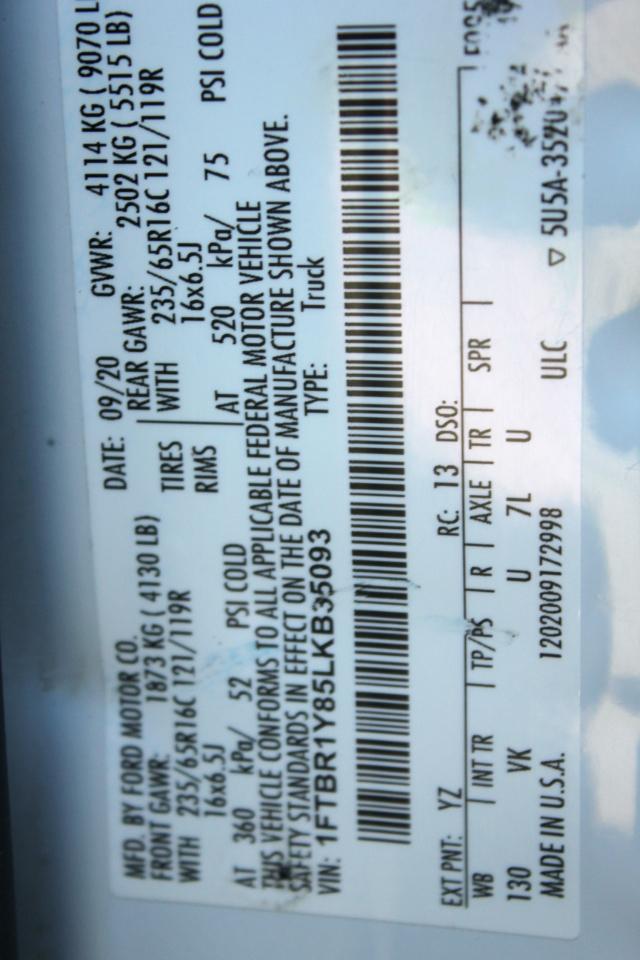 MFD. BY FORD MOTOR CO. DATE: 09/20 GVWR: 4114 KG ( 9070 L
FRONT GAWR: 1873 KG ( 4130 LB) REAR GAWR: 2502 KG ( 5515 LB)
WITH 235/65R16C 121/119R TIRES WITH 235/65R16C 121/119R
16x6.5J RIMS 16x6.5J
AT 360 kPa/ 52 PSI COLD AT 520 kPa/ 75 PSI COLD
THIS VEHICLE CONFORMS TO ALL APPLICABLE FEDERAL MOTOR VEHICLE
SAFETY STANDARDS IN EFFECT ON THE DATE OF MANUFACTURE SHOWN ABOVE.
VIN: 1FTBR1Y85LKB35093 TYPE: Truck
EXT PNT: YZ RC: 13 DSO:
WB INT TR TP/PS R AXLE TR SPR
130 VK U 7L U
MADE IN U.S.A. 1202009172998 ULC ▽ 5U5A-3520